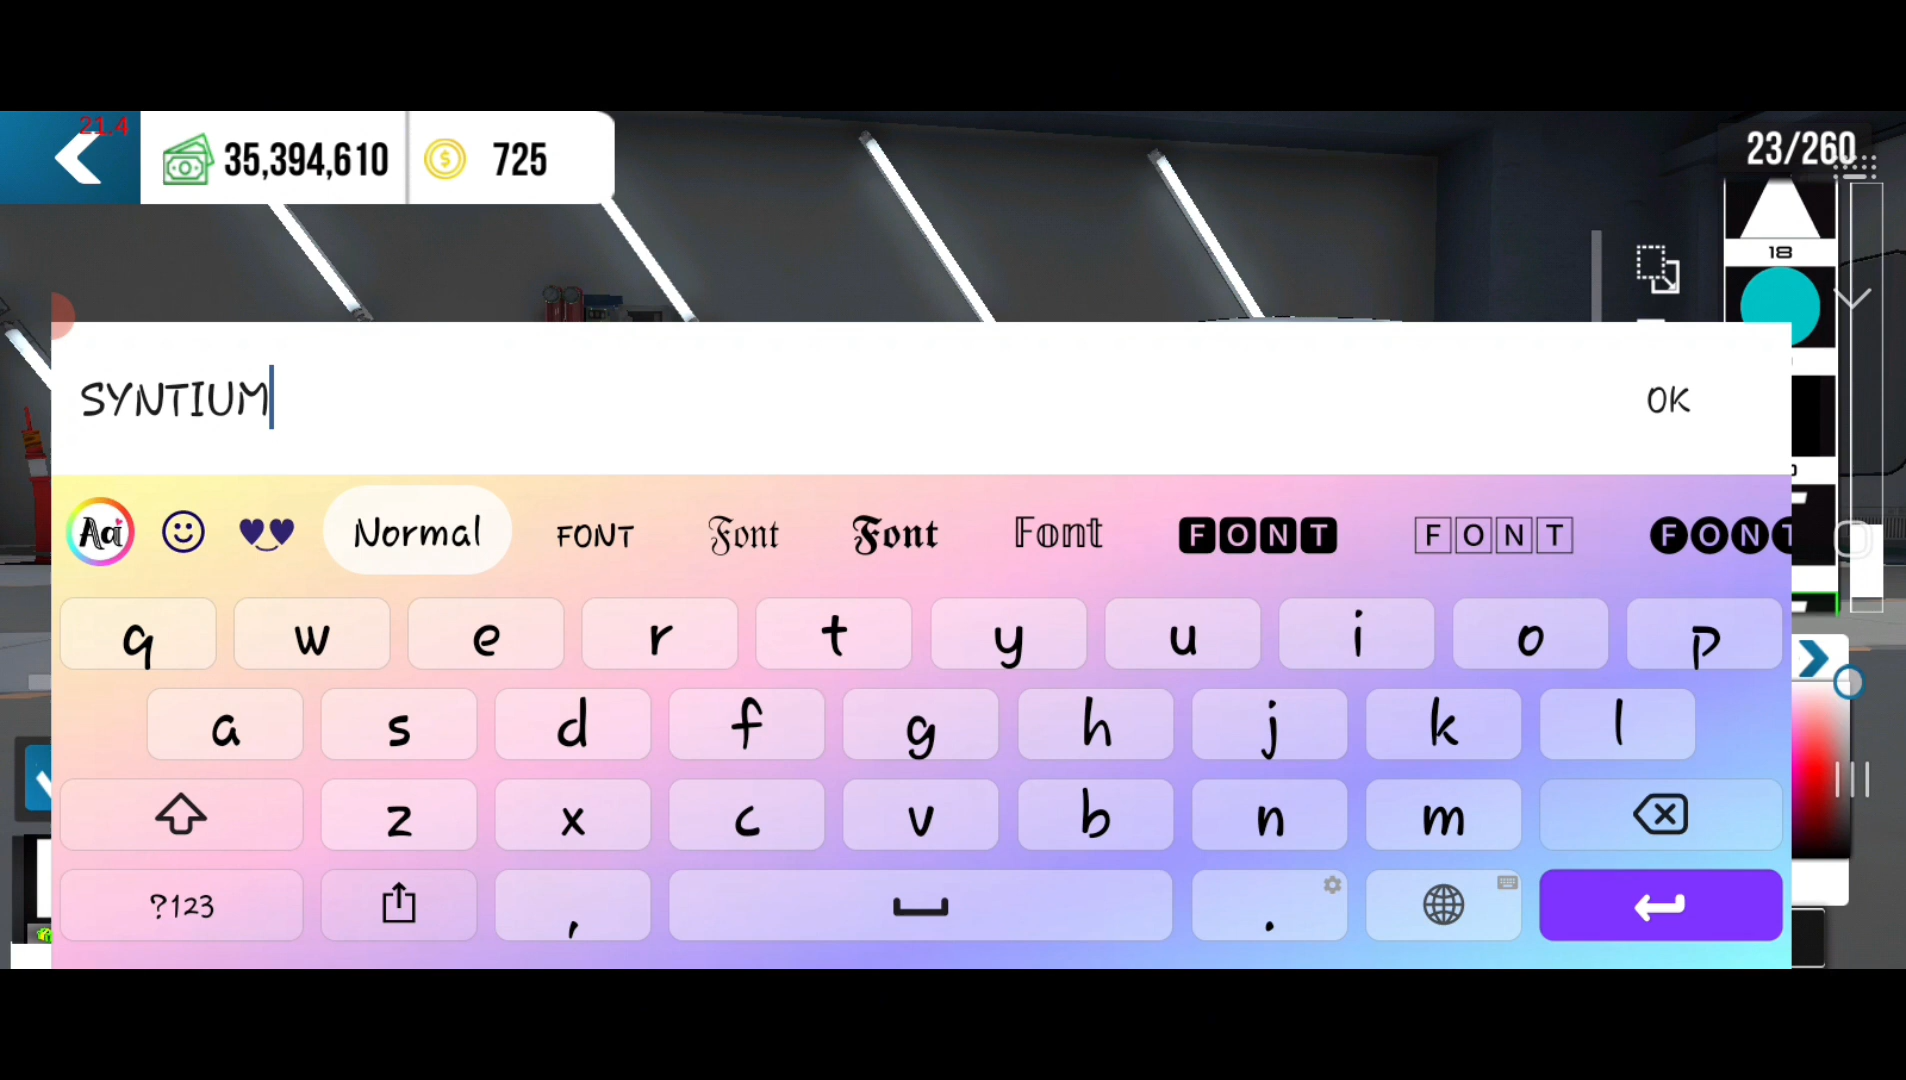 21.4
35,394,610
725
23/260
18
SYNTIUM
OK
Aa
Normal
FONT
Font
Font
Font
FONT
FONT
FONT
q w e r t y u i o p
a s d f g h j k l
z x c v b n m
?123 , .